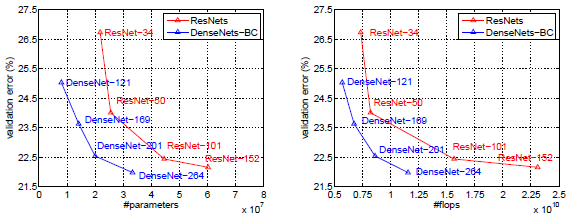 27.5
26.5
25.5
24.5
23.5
22.5
21.5
validation error (%)
ResNets
DenseNets−BC
ResNet−34
DenseNet−121
ResNet−50
DenseNet−169
DenseNet−201
ResNet−101
ResNet−152
DenseNet−264
0 1 2 3 4 5 6 7 8
#parameters
x 10^7
27.5
26.5
25.5
24.5
23.5
22.5
21.5
validation error (%)
ResNets
DenseNets−BC
ResNet−34
DenseNet−121
ResNet−50
DenseNet−169
DenseNet−201
ResNet−101
ResNet−152
DenseNet−264
0.5 0.75 1 1.25 1.5 1.75 2 2.25 2.5
#flops
x 10^10